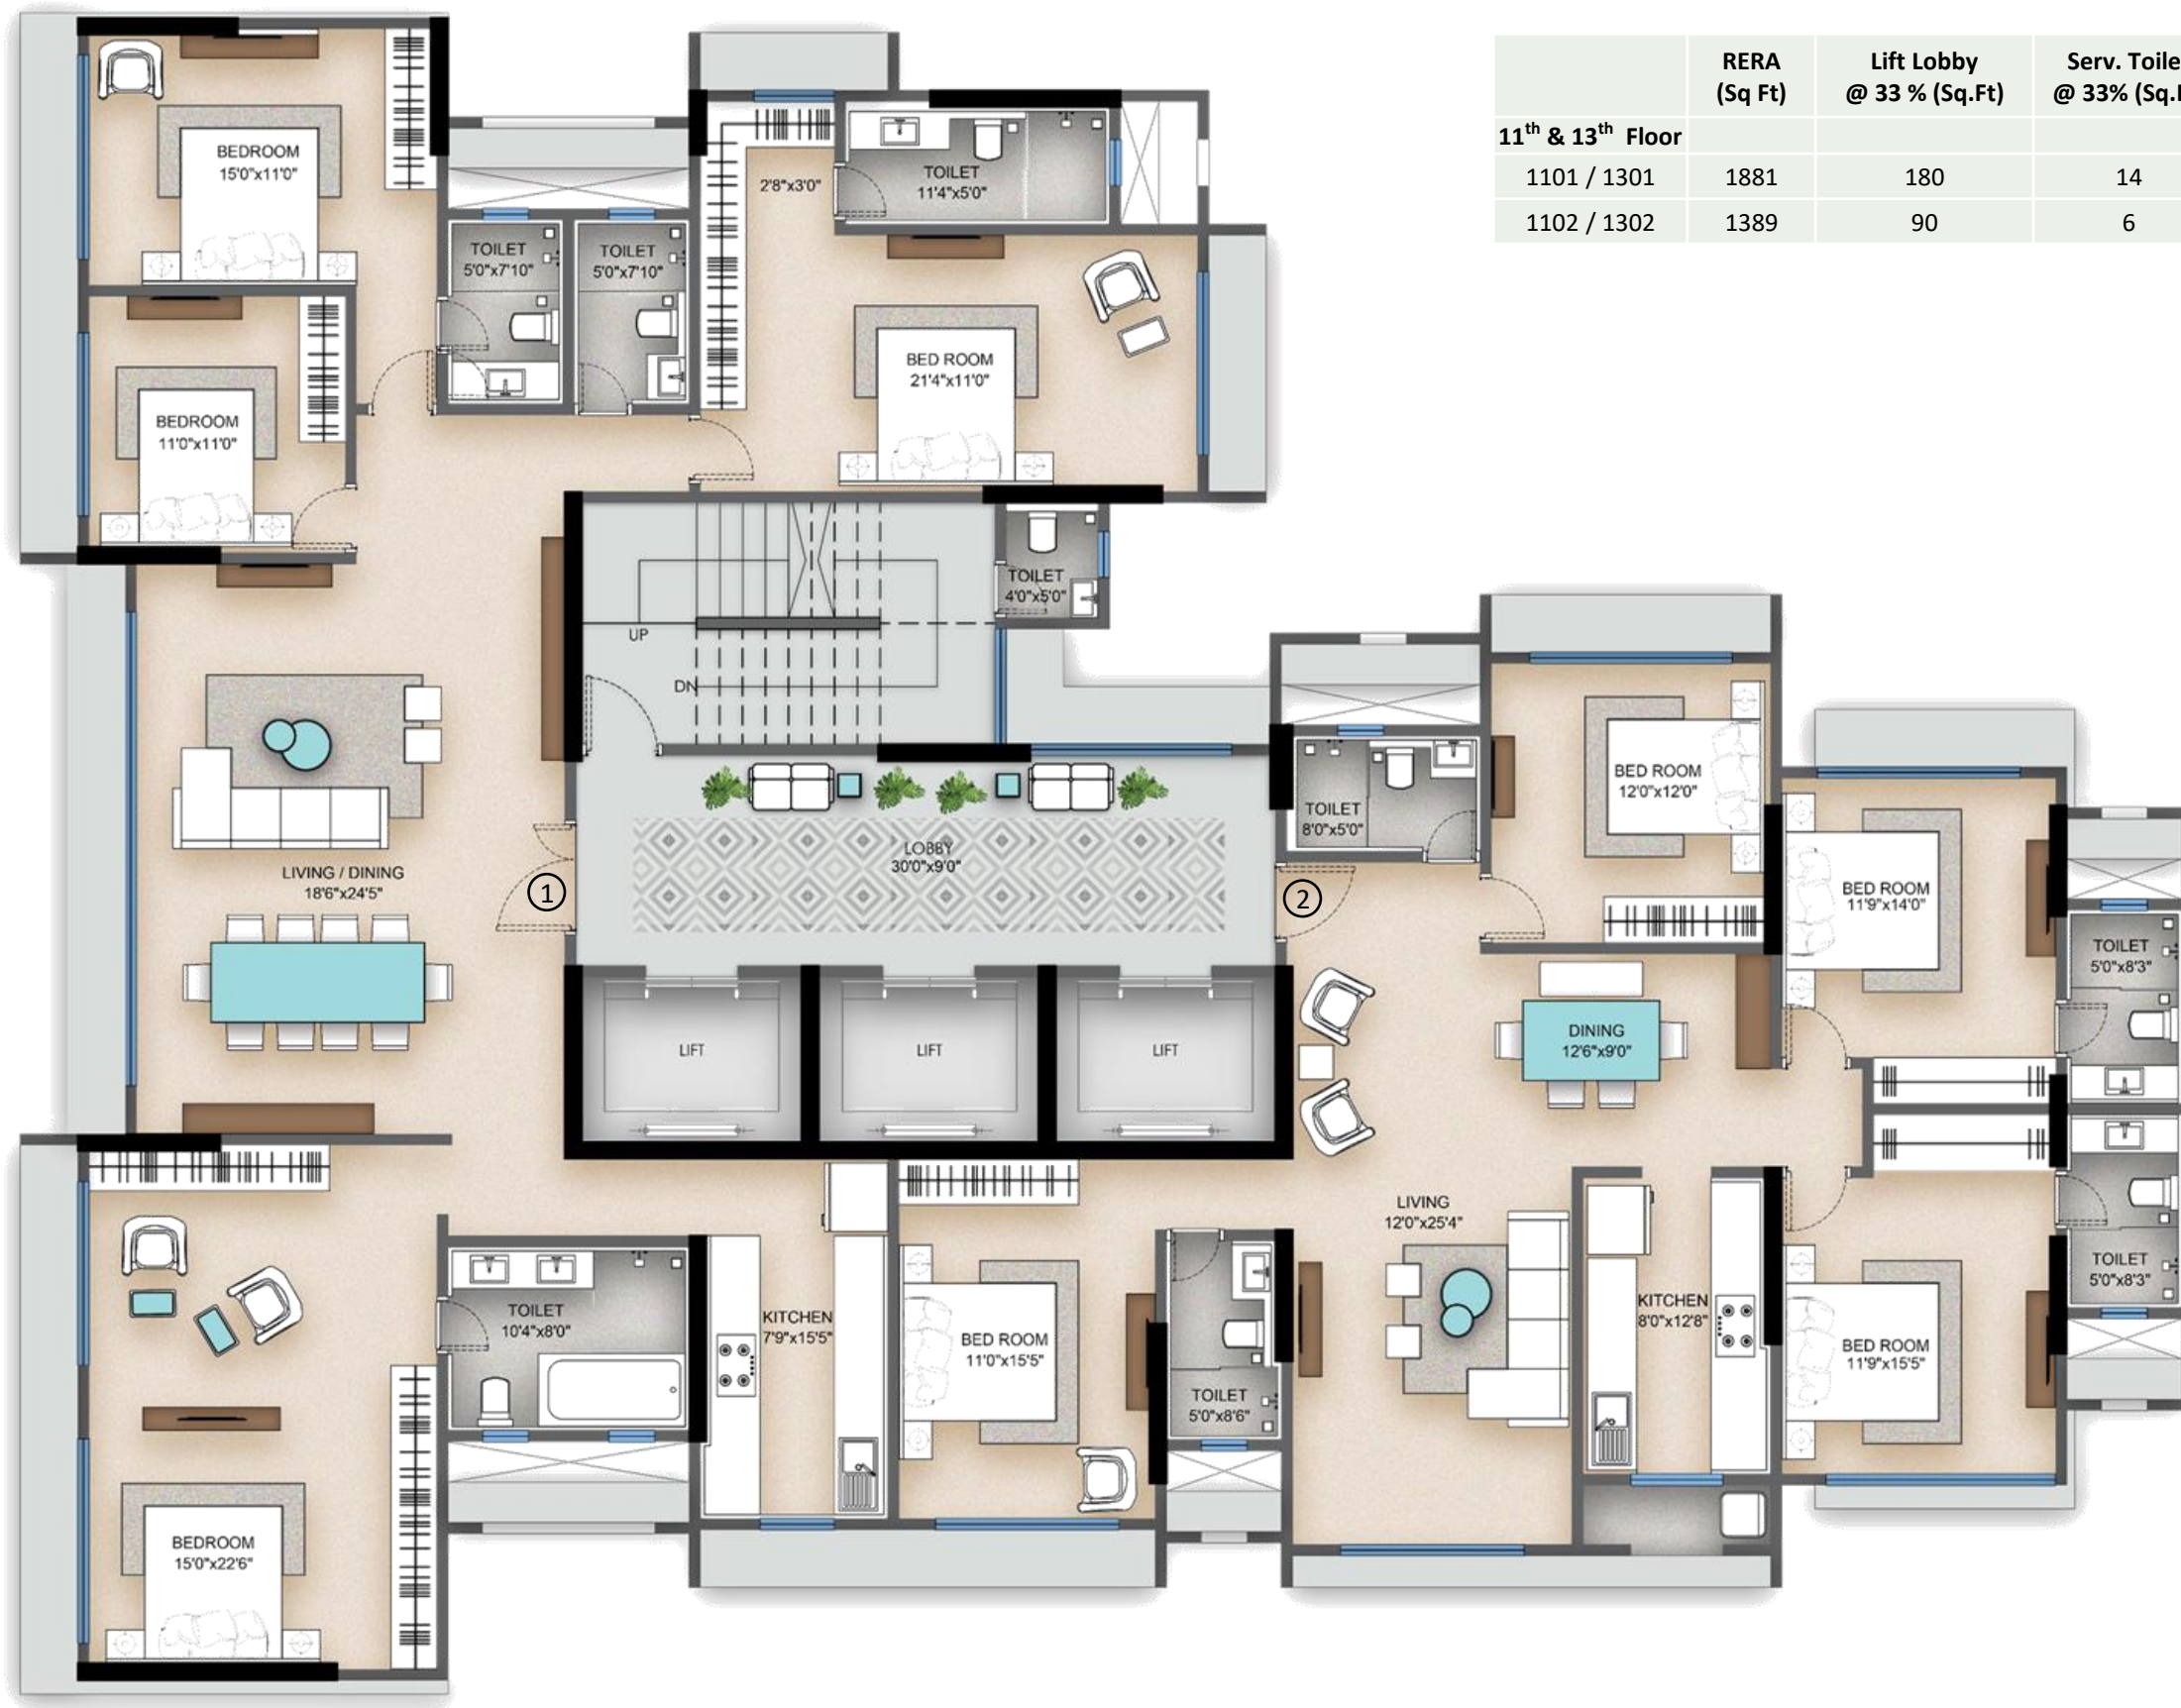 RERA
(Sq Ft)
Lift Lobby
@ 33 % (Sq.Ft)
Serv. Toile
@ 33% (Sq.
11th & 13th Floor
1101 / 1301 1881 180 14
1102 / 1302 1389 90 6
BEDROOM
15'0"x11'0"
TOILET
5'0"x7'10"
TOILET
5'0"x7'10"
2'8"x3'0"
TOILET
11'4"x5'0"
BED ROOM
21'4"x11'0"
BEDROOM
11'0"x11'0"
TOILET
4'0"x5'0"
UP
DN
LIVING / DINING
18'6"x24'5"
1
LOBBY
30'0"x9'0"
2
TOILET
8'0"x5'0"
BED ROOM
12'0"x12'0"
BED ROOM
11'9"x14'0"
TOILET
5'0"x8'3"
LIFT
LIFT
LIFT
DINING
12'6"x9'0"
LIVING
12'0"x25'4"
TOILET
5'0"x8'3"
TOILET
10'4"x8'0"
KITCHEN
7'9"x15'5"
BED ROOM
11'0"x15'5"
TOILET
5'0"x8'6"
KITCHEN
8'0"x12'8"
BED ROOM
11'9"x15'5"
BEDROOM
15'0"x22'6"